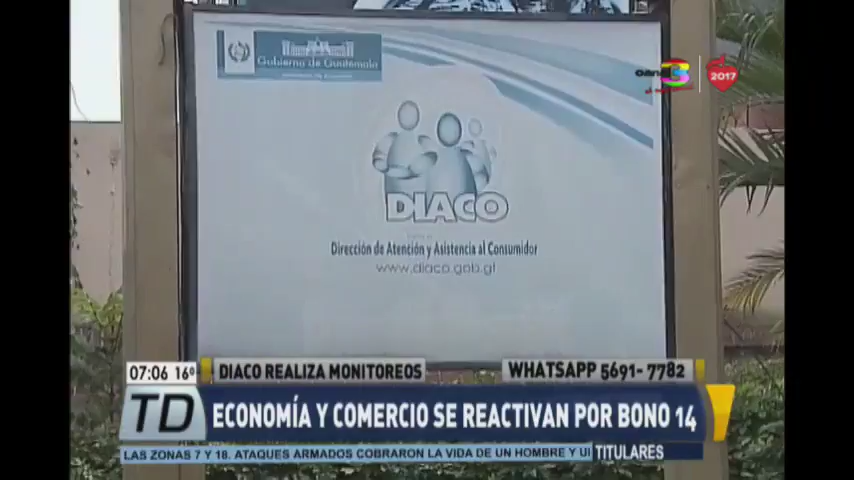 Gobierno de Guatemala
3
2017
DIACO
Dirección de Atención y Asistencia al Consumidor
www.diaco.gob.gt
07:06 16°
DIACO REALIZA MONITOREOS
WHATSAPP 5691-7782
TD
ECONOMÍA Y COMERCIO SE REACTIVAN POR BONO 14
LAS ZONAS 7 Y 18. ATAQUES ARMADOS COBRARON LA VIDA DE UN HOMBRE Y U
TITULARES